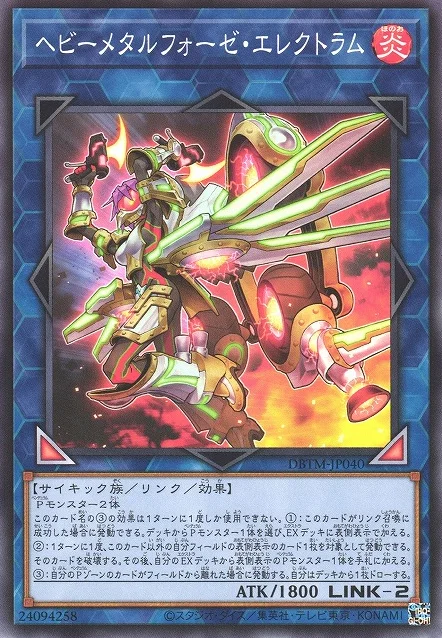 ヘビーメタルフォーゼ・エレクトラム
炎
DBTM-JP040
【サイキック族/リンク/効果】
Pモンスター2体
このカード名の③の効果は1ターンに1度しか使用できない。①:このカードがリンク召喚に
成功した場合に発動できる。デッキからPモンスター1体を選び、EXデッキに表側表示で加える。
②:1ターンに1度、このカード以外の自分フィールドの表側表示のカード1枚を対象として発動できる。
そのカードを破壊する。その後、自分のEXデッキから表側表示のPモンスター1体を手札に加える。
③:自分のPゾーンのカードがフィールドから離れた場合に発動する。自分はデッキから1枚ドローする。
ATK/1800 LINK-2
24094258
©スタジオ・ダイス/集英社・テレビ東京・KONAMI